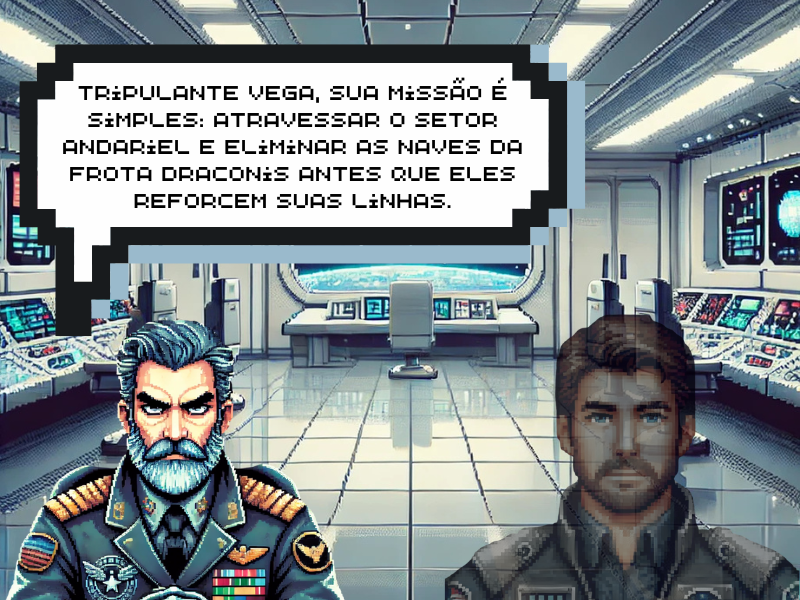 TRIPULANTE VEGA, SUA MISSÃO É
SIMPLES: ATRAVESSAR O SETOR
ANDARIEL E ELIMINAR AS NAVES DA
FROTA DRACONIS ANTES QUE ELES
REFORCEM SUAS LINHAS.